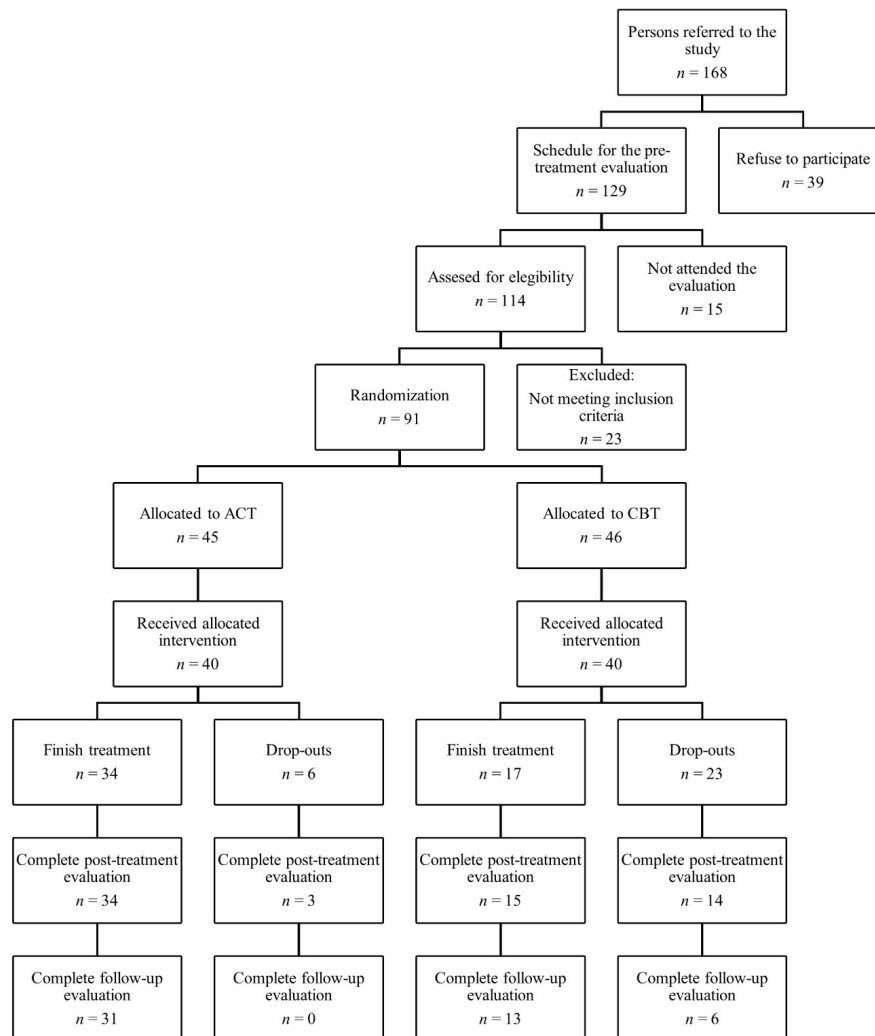 Persons referred to the
study
n = 168
Schedule for the pre-
treatment evaluation
n = 129
Refuse to participate
n = 39
Assesed for elegibility
n = 114
Not attended the
evaluation
n = 15
Randomization
n = 91
Excluded:
Not meeting inclusion
criteria
n = 23
Allocated to ACT
n = 45
Allocated to CBT
n = 46
Received allocated
intervention
n = 40
Received allocated
intervention
n = 40
Finish treatment
n = 34
Drop-outs
n = 6
Finish treatment
n = 17
Drop-outs
n = 23
Complete post-treatment
evaluation
n = 34
Complete post-treatment
evaluation
n = 3
Complete post-treatment
evaluation
n = 15
Complete post-treatment
evaluation
n = 14
Complete follow-up
evaluation
n = 31
Complete follow-up
evaluation
n = 0
Complete follow-up
evaluation
n = 13
Complete follow-up
evaluation
n = 6